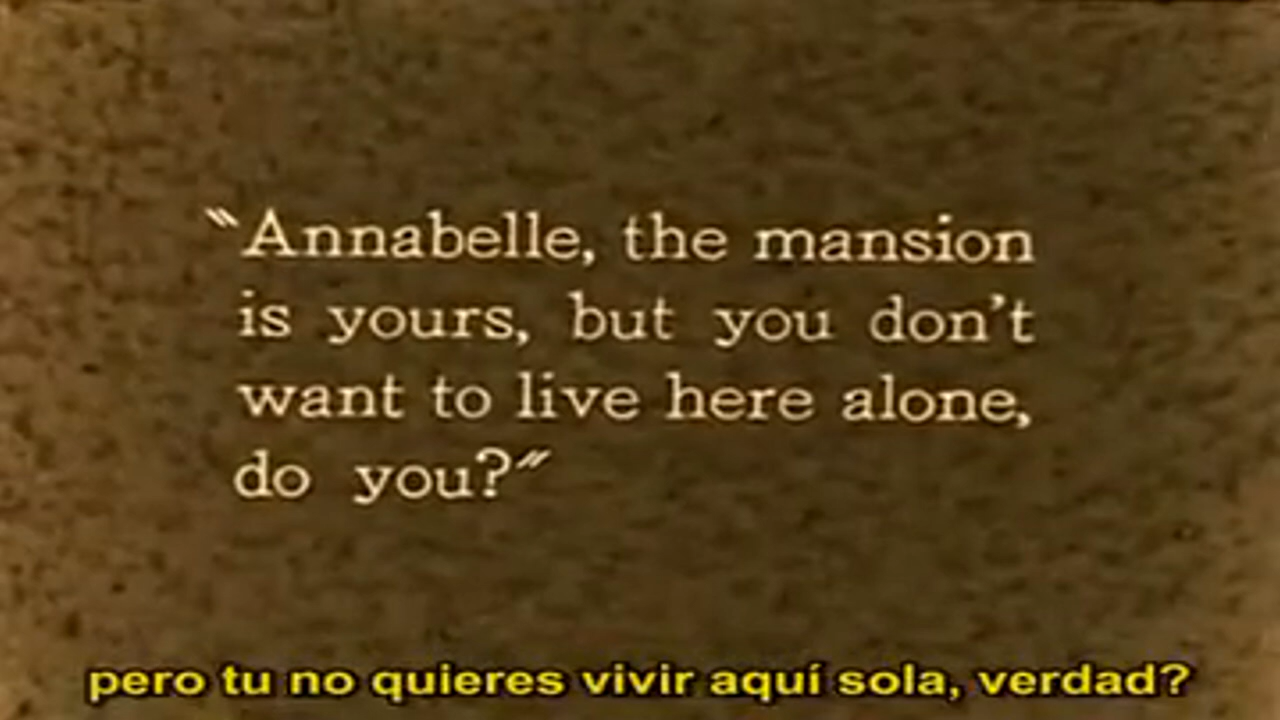 "Annabelle, the mansion
is yours, but you don't
want to live here alone,
do you?"
pero tu no quieres vivir aquí sola, verdad?